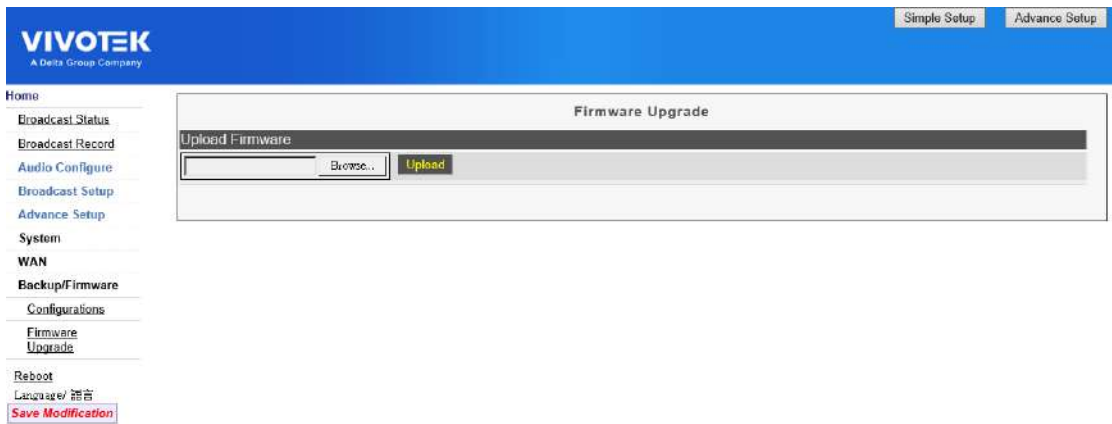 Simple Setup
Advance Setup
VIVOTEK
A Delta Group Company
Home
Broadcast Status
Broadcast Record
Audio Configure
Broadcast Setup
Advance Setup
System
WAN
Backup/Firmware
Configurations
Firmware
Upgrade
Reboot
Language/ 語言
Save Modification
Firmware Upgrade
Upload Firmware
Browse...
Upload